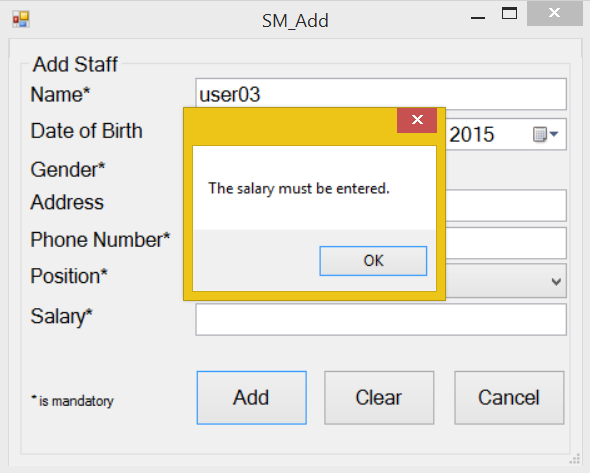 SM_Add
Add Staff
Name* user03
Date of Birth 2015
The salary must be entered.
Gender*
Address
Phone Number*
OK
Position*
Salary*
* is mandatory Add Clear Cancel